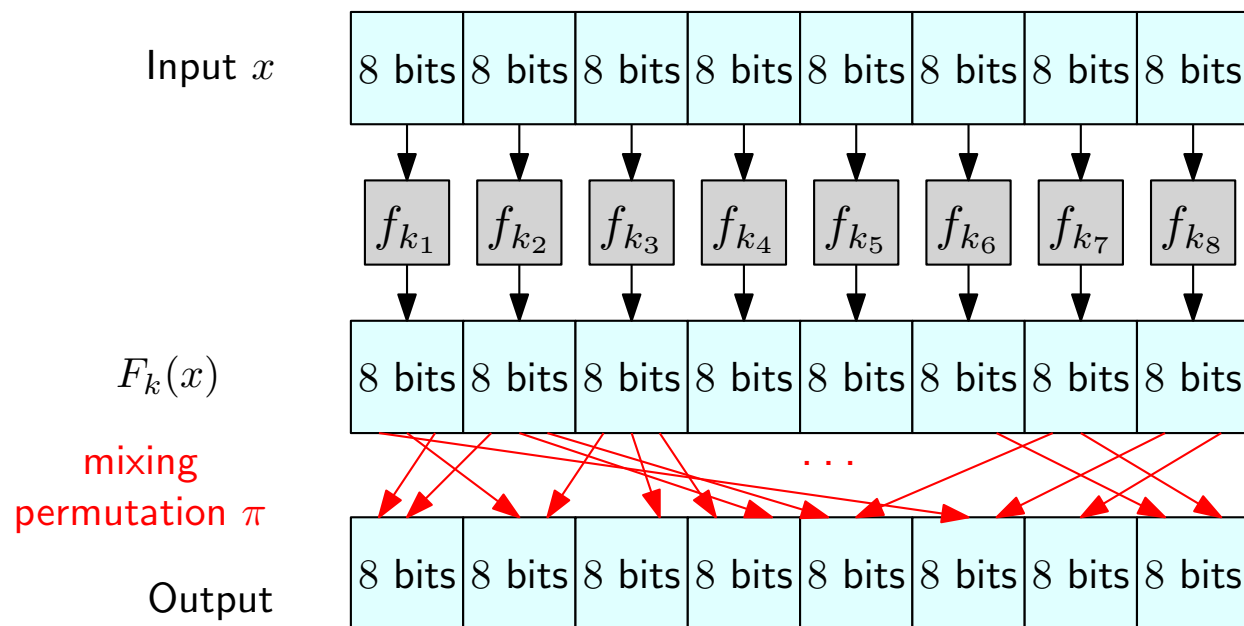 Input x 8 bits 8 bits 8 bits 8 bits 8 bits 8 bits 8 bits 8 bits
f_{k_1} f_{k_2} f_{k_3} f_{k_4} f_{k_5} f_{k_6} f_{k_7} f_{k_8}
F_k(x) 8 bits 8 bits 8 bits 8 bits 8 bits 8 bits 8 bits 8 bits
mixing
permutation π
. . .
Output 8 bits 8 bits 8 bits 8 bits 8 bits 8 bits 8 bits 8 bits